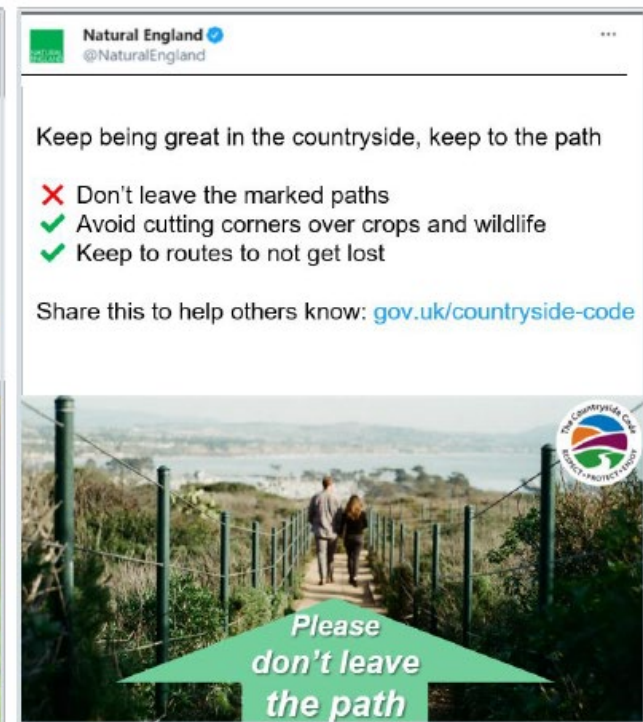 NATURAL
ENGLAND
Natural England
@NaturalEngland
Keep being great in the countryside, keep to the path
Don't leave the marked paths
Avoid cutting corners over crops and wildlife
Keep to routes to not get lost
Share this to help others know: gov.uk/countryside-code
The Countryside Code
RESPECT • PROTECT • ENJOY
Please
don't leave
the path